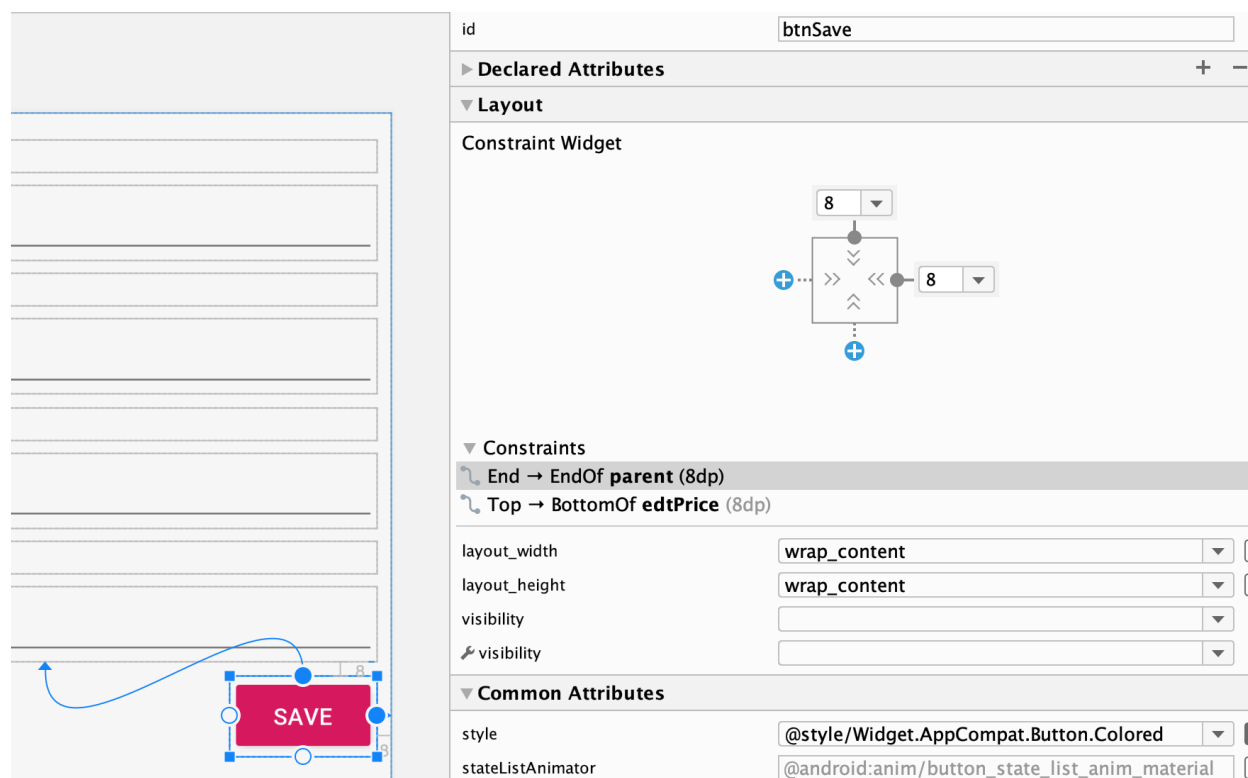 id btnSave
Declared Attributes
Layout
Constraint Widget
8
8
Constraints
End → EndOf parent (8dp)
Top → BottomOf edtPrice (8dp)
layout_width wrap_content
layout_height wrap_content
visibility
visibility
Common Attributes
style @style/Widget.AppCompat.Button.Colored
stateListAnimator @android:anim/button_state_list_anim_material
8
SAVE
8